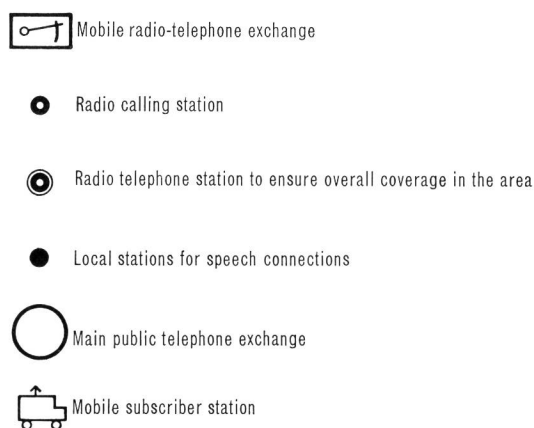 Mobile radio-telephone exchange
Radio calling station
Radio telephone station to ensure overall coverage in the area
Local stations for speech connections
Main public telephone exchange
Mobile subscriber station